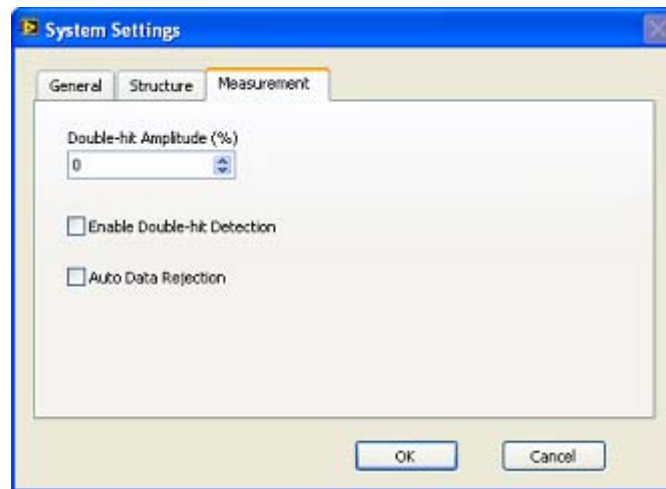 System Settings
General Structure Measurement
Double-hit Amplitude (%)
0
Enable Double-hit Detection
Auto Data Rejection
OK Cancel